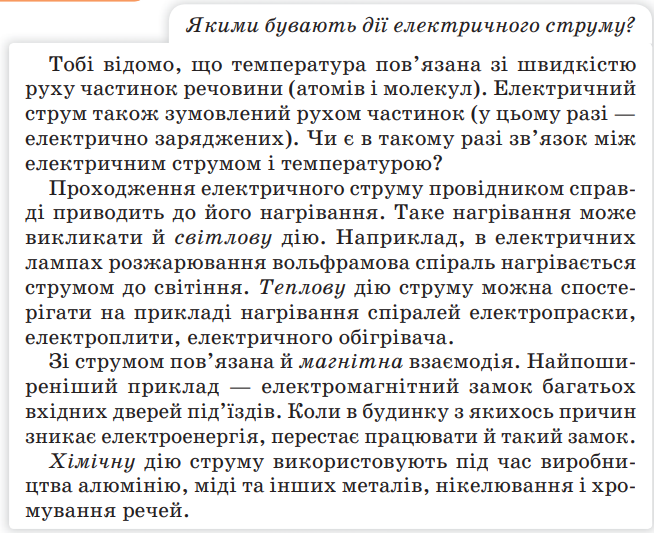 Якими бувають дії електричного струму?
Тобі відомо, що температура пов’язана зі швидкістю
руху частинок речовини (атомів і молекул). Електричний
струм також зумовлений рухом частинок (у цьому разі —
електрично заряджених). Чи є в такому разі зв’язок між
електричним струмом і температурою?
Проходження електричного струму провідником справ-
ді приводить до його нагрівання. Таке нагрівання може
викликати й світлову дію. Наприклад, в електричних
лампах розжарювання вольфрамова спіраль нагрівається
струмом до світіння. Теплову дію струму можна спосте-
рігати на прикладі нагрівання спіралей електропраски,
електроплити, електричного обігрівача.
Зі струмом пов’язана й магнітна взаємодія. Найпоши-
реніший приклад — електромагнітний замок багатьох
вхідних дверей під’їздів. Коли в будинку з якихось причин
зникає електроенергія, перестає працювати й такий замок.
Хімічну дію струму використовують під час виробни-
цтва алюмінію, міді та інших металів, нікелювання і хро-
мування речей.